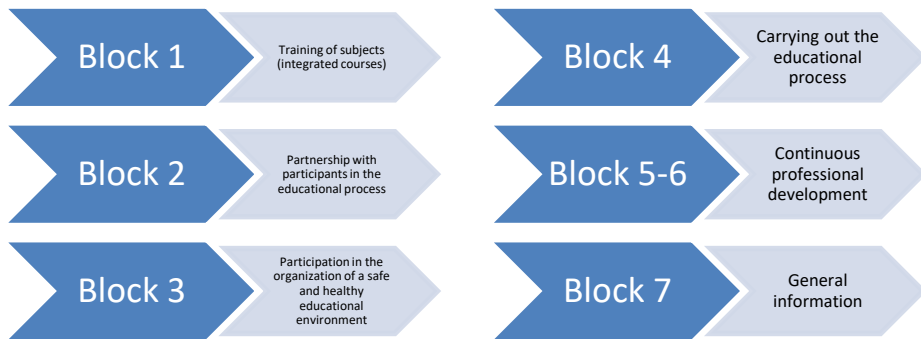 Block 1
Training of subjects
(integrated courses)
Block 2
Partnership with
participants in the
educational process
Block 3
Participation in the
organization of a safe
and healthy
educational
environment
Block 4
Carrying out the
educational
process
Block 5-6
Continuous
professional
development
Block 7
General
information